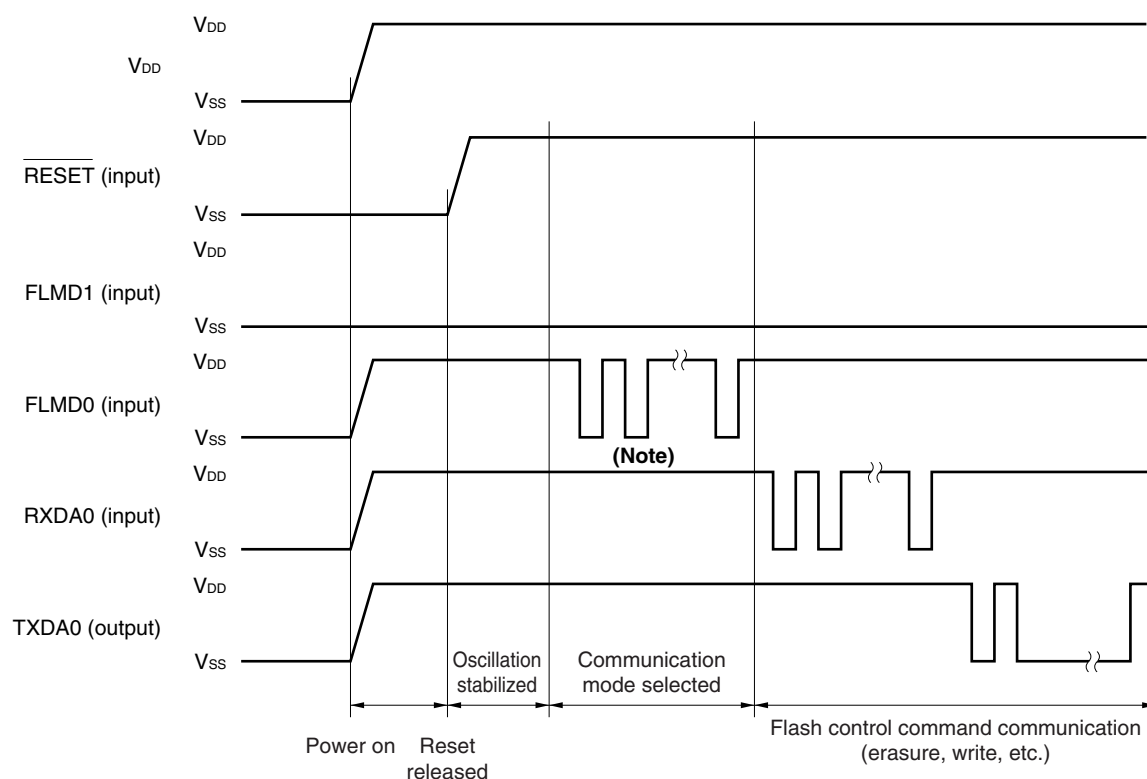 VDD
VDD
VSS
VDD
RESET (input)
VSS
VDD
FLMD1 (input)
VSS
VDD
FLMD0 (input)
VSS
(Note)
VDD
RXDA0 (input)
VSS
VDD
TXDA0 (output)
VSS
Oscillation
stabilized
Communication
mode selected
Power on
Reset
released
Flash control command communication
(erasure, write, etc.)